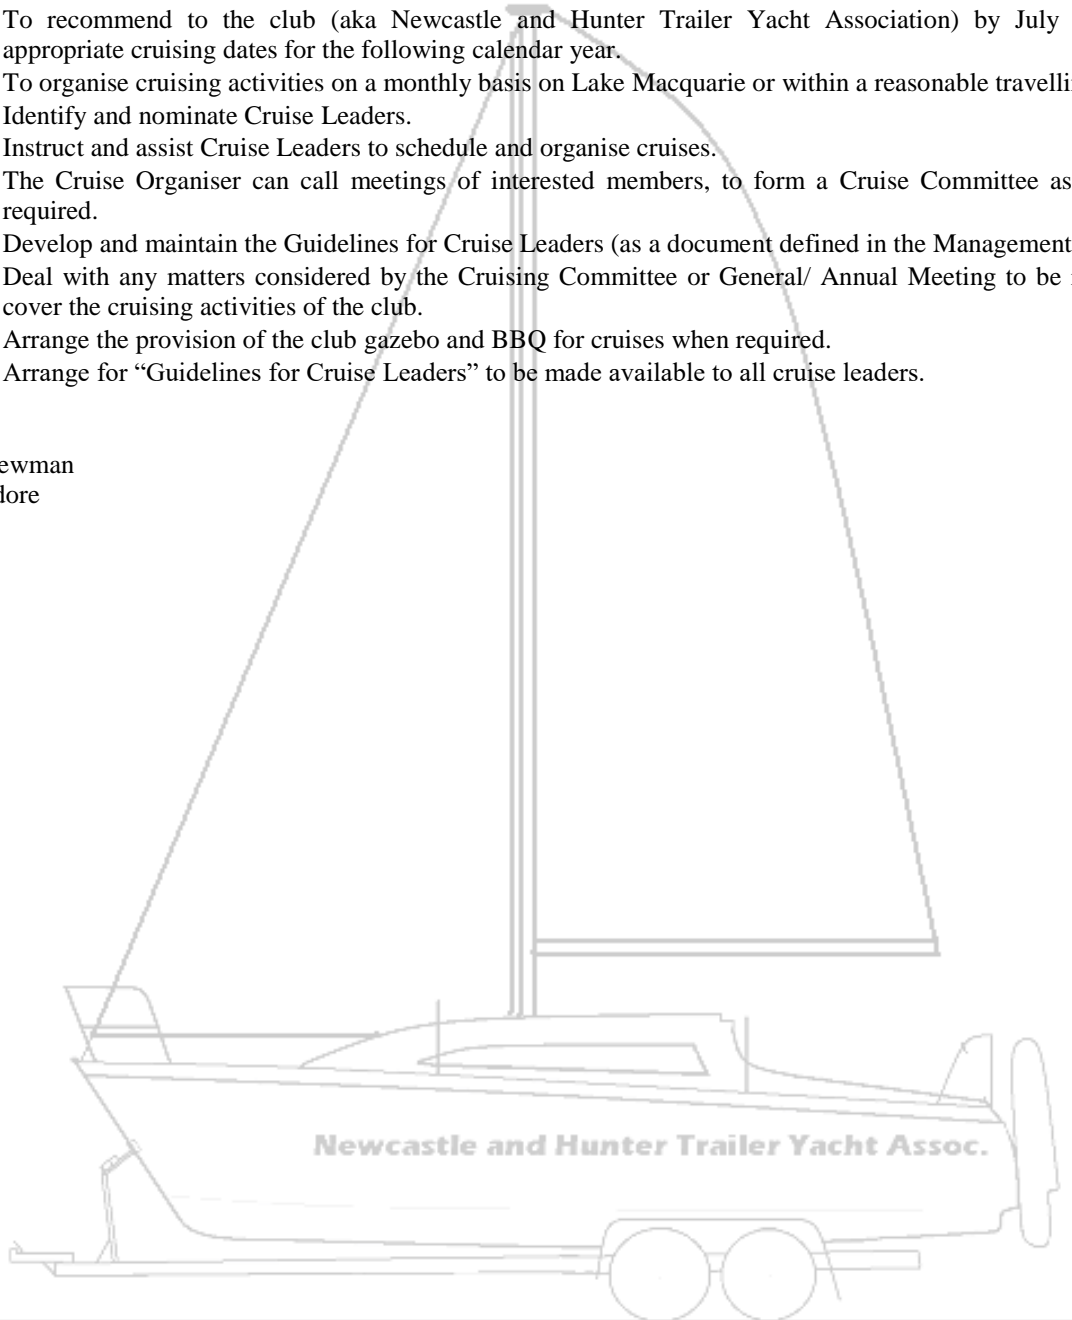 To recommend to the club (aka Newcastle and Hunter Trailer Yacht Association) by July
appropriate cruising dates for the following calendar year.
To organise cruising activities on a monthly basis on Lake Macquarie or within a reasonable travelli
Identify and nominate Cruise Leaders.
Instruct and assist Cruise Leaders to schedule and organise cruises.
The Cruise Organiser can call meetings of interested members, to form a Cruise Committee as
required.
Develop and maintain the Guidelines for Cruise Leaders (as a document defined in the Management
Deal with any matters considered by the Cruising Committee or General/ Annual Meeting to be
cover the cruising activities of the club.
Arrange the provision of the club gazebo and BBQ for cruises when required.
Arrange for “Guidelines for Cruise Leaders” to be made available to all cruise leaders.
ewman
dore
Newcastle and Hunter Trailer Yacht Assoc.